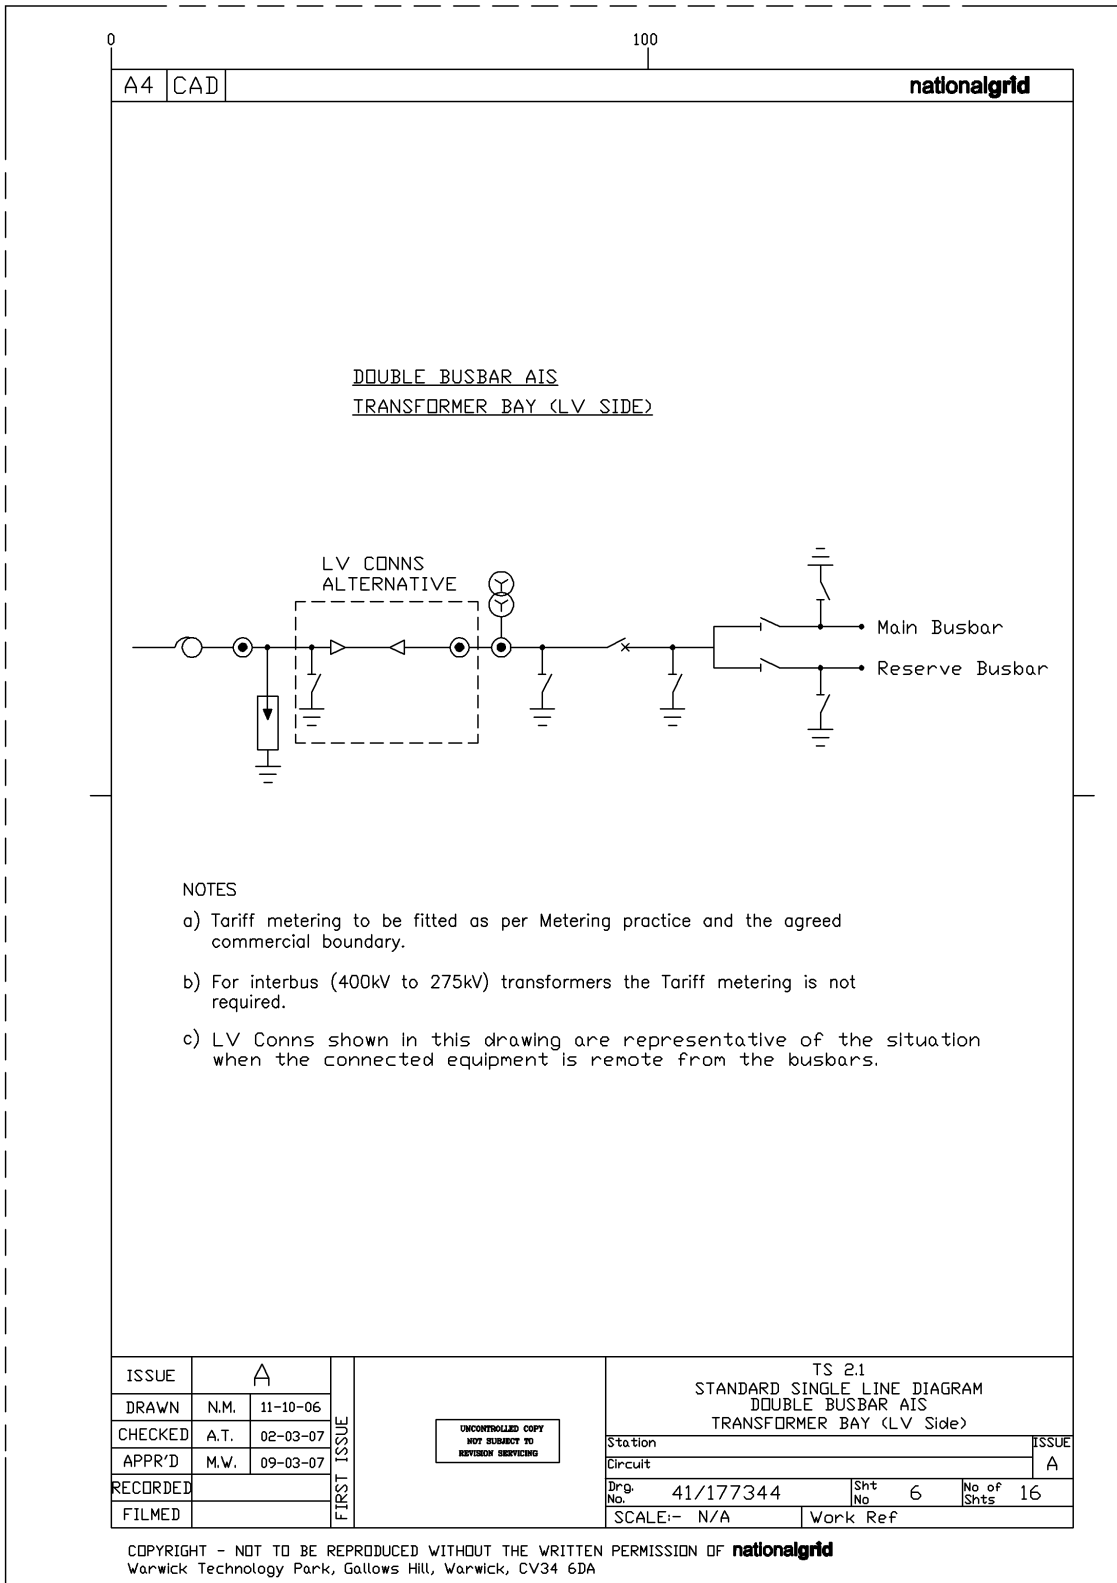 0
100
A4 CAD
nationalgrid
DOUBLE BUSBAR AIS
TRANSFORMER BAY (LV SIDE)
LV CONNS
ALTERNATIVE
Main Busbar
Reserve Busbar
NOTES
a) Tariff metering to be fitted as per Metering practice and the agreed
commercial boundary.
b) For interbus (400kV to 275kV) transformers the Tariff metering is not
required.
c) LV Conns shown in this drawing are representative of the situation
when the connected equipment is remote from the busbars.
ISSUE A
DRAWN N.M. 11-10-06
CHECKED A.T. 02-03-07
APPR'D M.W. 09-03-07
RECORDED
FILMED
FIRST ISSUE
UNCONTROLLED COPY
NOT SUBJECT TO
REVISION SERVICING
TS 2.1
STANDARD SINGLE LINE DIAGRAM
DOUBLE BUSBAR AIS
TRANSFORMER BAY (LV Side)
Station
Circuit
ISSUE
A
Drg. No. 41/177344
Sht No 6
No of Shts 16
SCALE:- N/A
Work Ref
COPYRIGHT - NOT TO BE REPRODUCED WITHOUT THE WRITTEN PERMISSION OF nationalgrid
Warwick Technology Park, Gallows Hill, Warwick, CV34 6DA